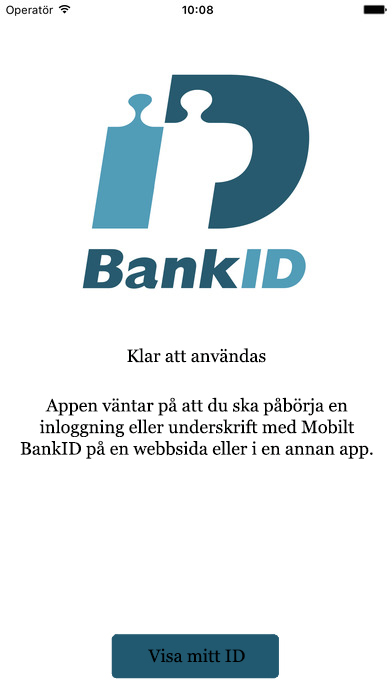 Operatör 10:08
BankID
Klar att användas
Appen väntar på att du ska påbörja en
inloggning eller underskrift med Mobilt
BankID på en webbsida eller i en annan app.
Visa mitt ID